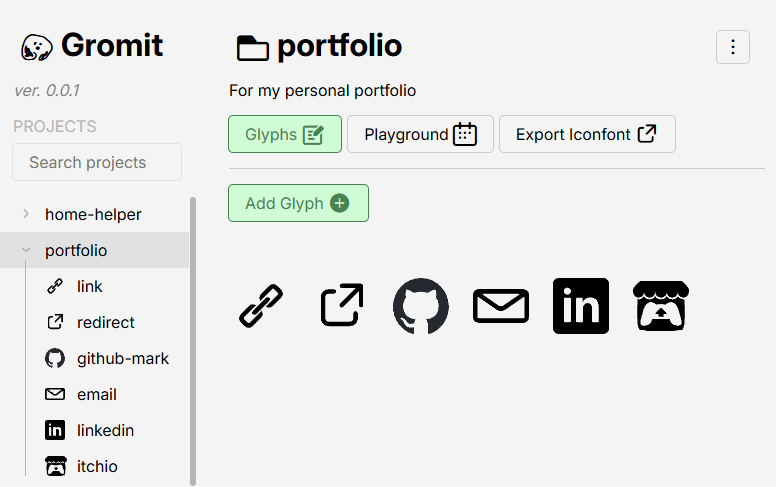 Gromit
ver. 0.0.1
PROJECTS
Search projects
home-helper
portfolio
link
redirect
github-mark
email
linkedin
itchio
portfolio
For my personal portfolio
Glyphs
Playground
Export Iconfont
Add Glyph
in
in